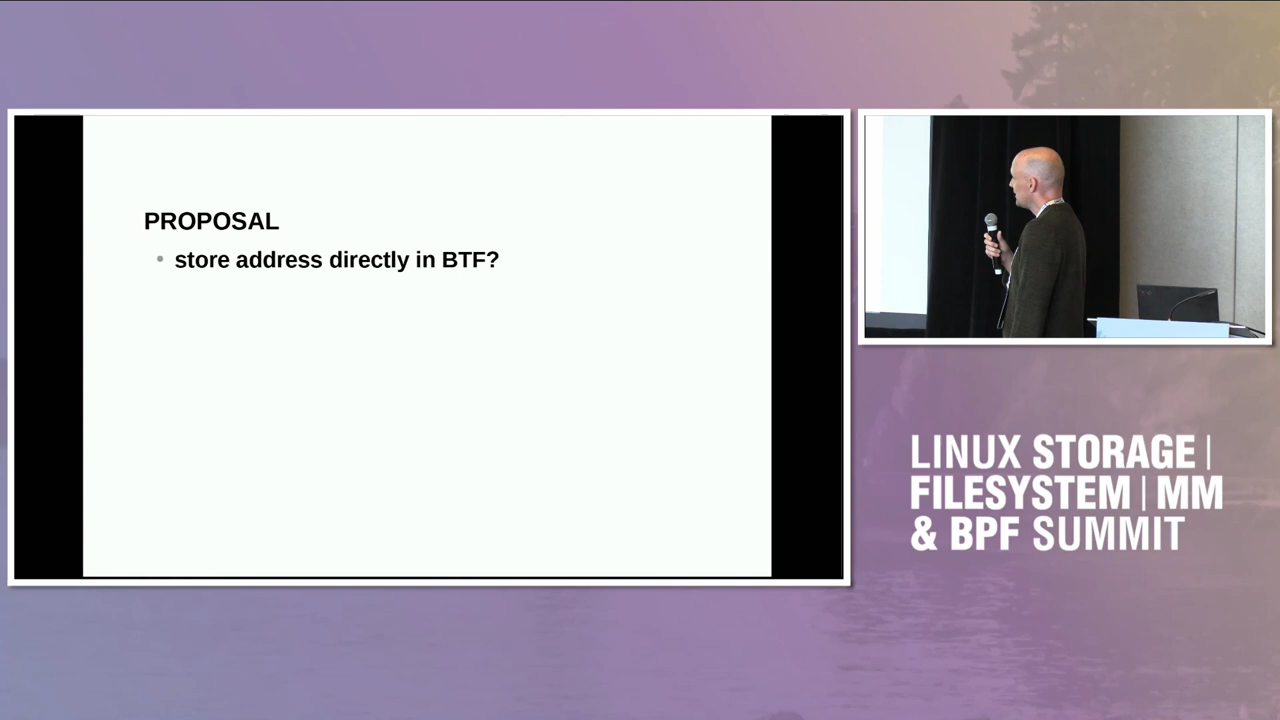 PROPOSAL
• store address directly in BTF?
LINUX STORAGE |
FILESYSTEM | MM
& BPF SUMMIT